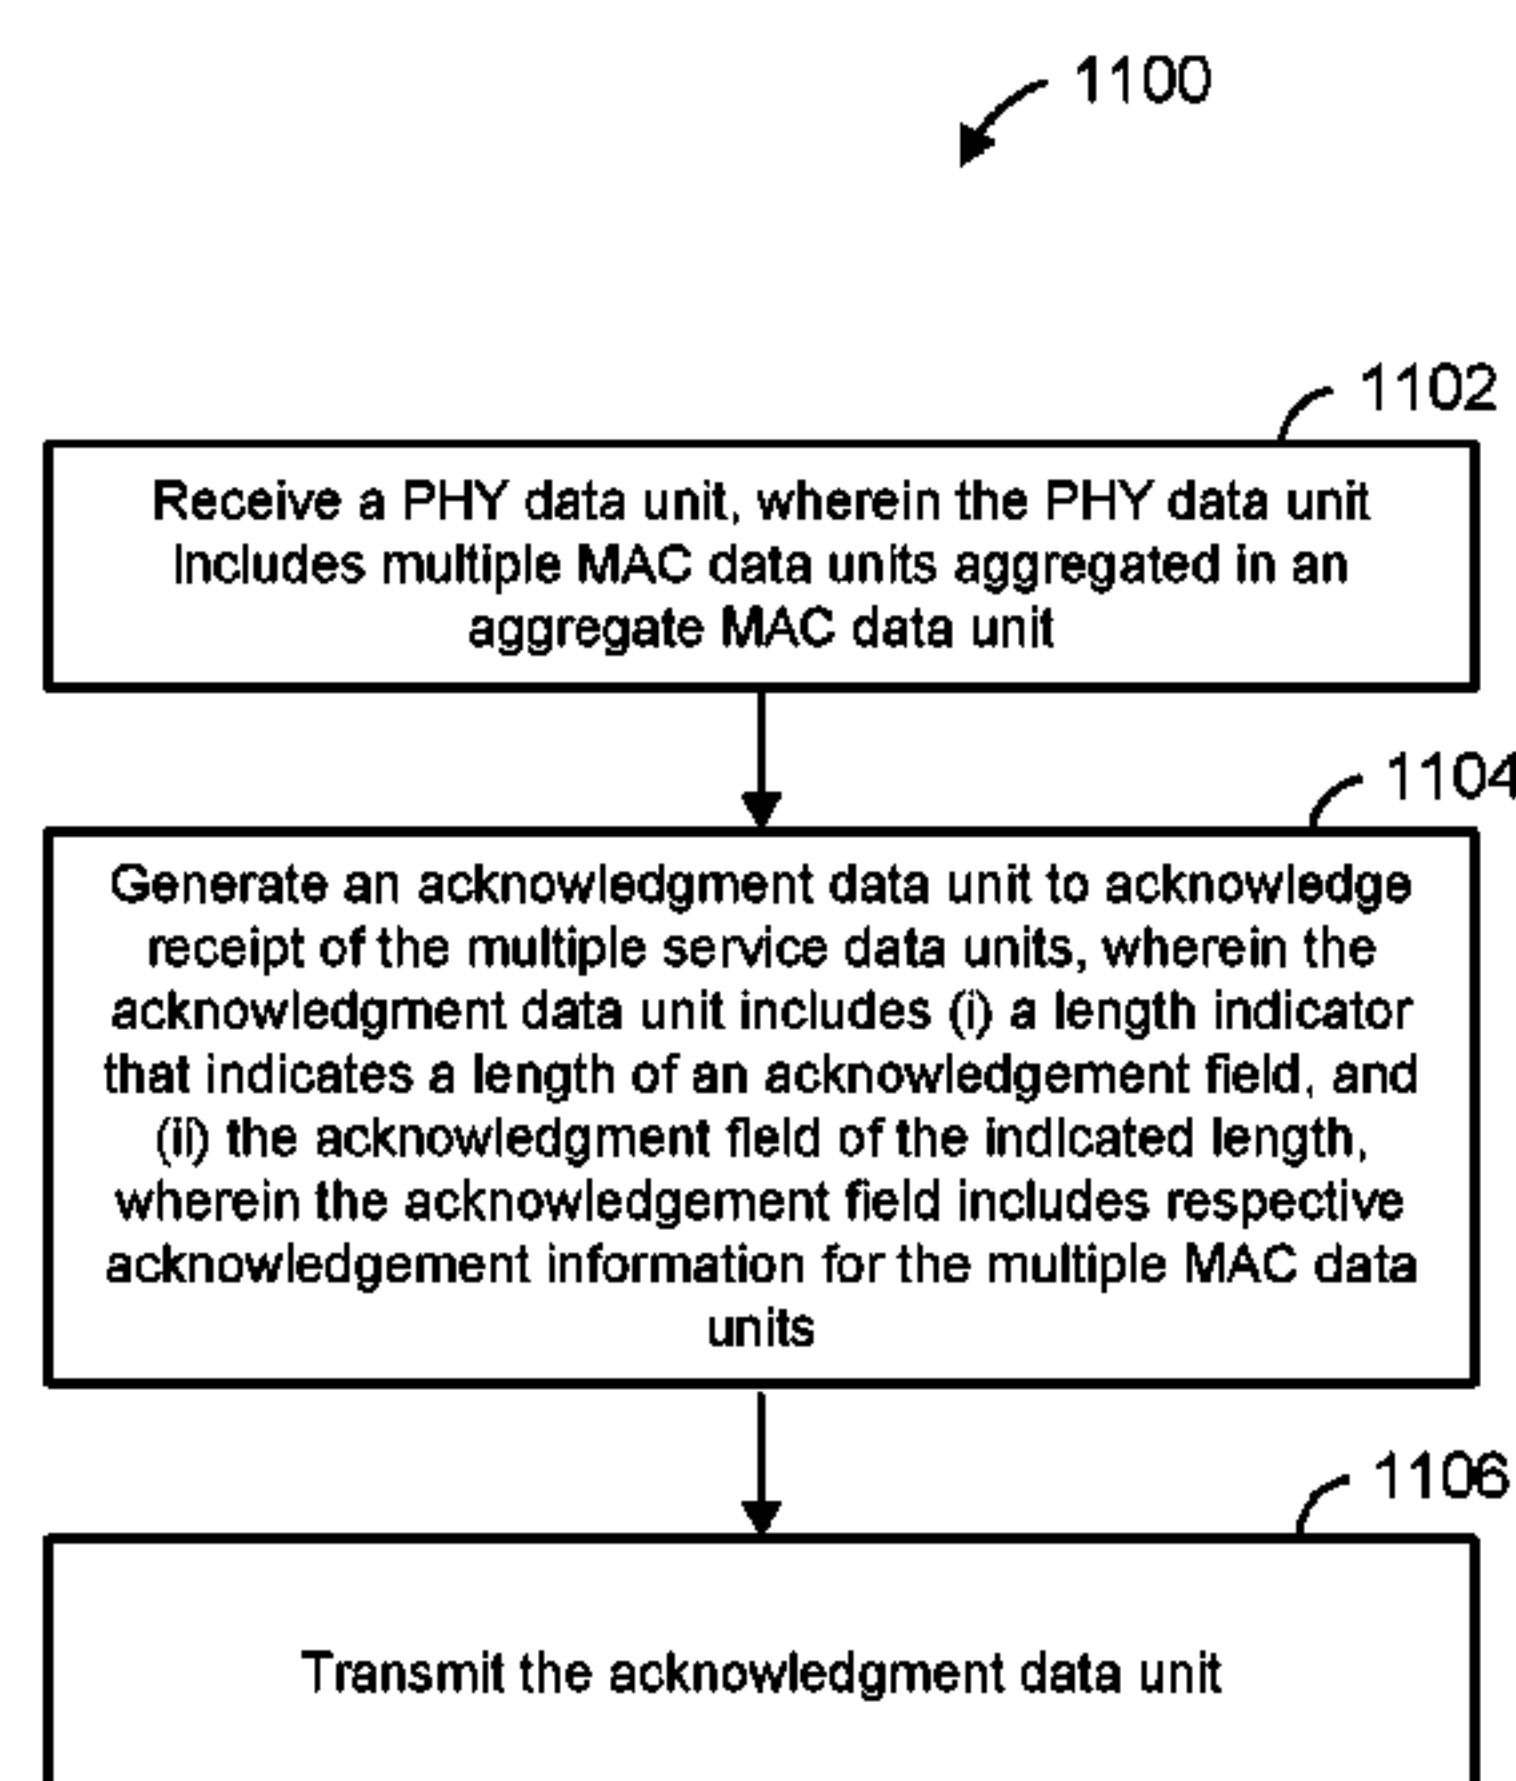 1100
1102
Receive a PHY data unit, wherein the PHY data unit
includes multiple MAC data units aggregated in an
aggregate MAC data unit
1104
Generate an acknowledgment data unit to acknowledge
receipt of the multiple service data units, wherein the
acknowledgment data unit includes (i) a length indicator
that indicates a length of an acknowledgement field, and
(ii) the acknowledgment field of the indicated length,
wherein the acknowledgement field includes respective
acknowledgement information for the multiple MAC data
units
1106
Transmit the acknowledgment data unit